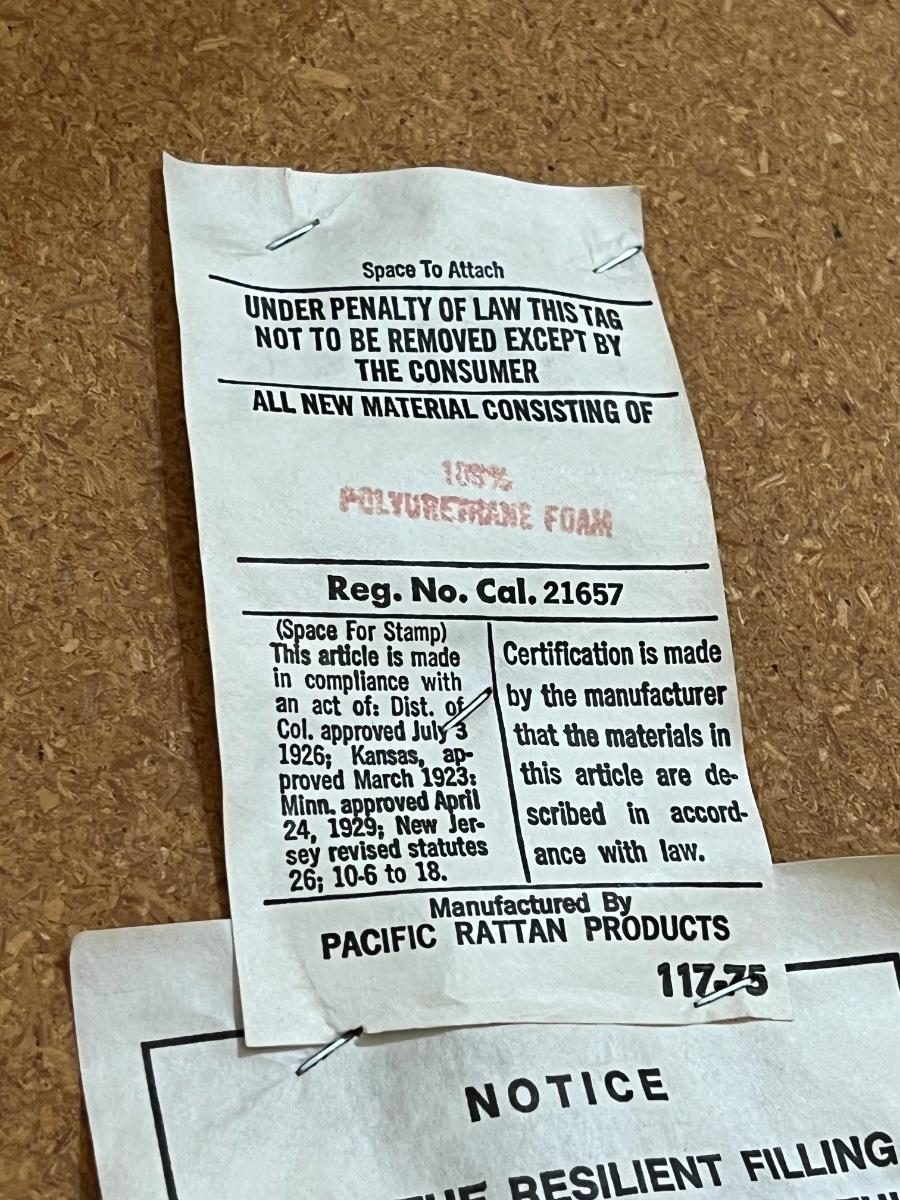 Space To Attach
UNDER PENALTY OF LAW THIS TAG
NOT TO BE REMOVED EXCEPT BY
THE CONSUMER
ALL NEW MATERIAL CONSISTING OF
100%
POLYURETHANE FOAM
Reg. No. Cal. 21657
(Space For Stamp)
This article is made
in compliance with
an act of: Dist. of
Col. approved July 3
1926; Kansas, ap-
proved March 1923:
Minn. approved April
24, 1929; New Jer-
sey revised statutes
26; 10-6 to 18.
Certification is made
by the manufacturer
that the materials in
this article are de-
scribed in accord-
ance with law.
Manufactured By
PACIFIC RATTAN PRODUCTS
117-75
NOTICE
THE RESILIENT FILLING